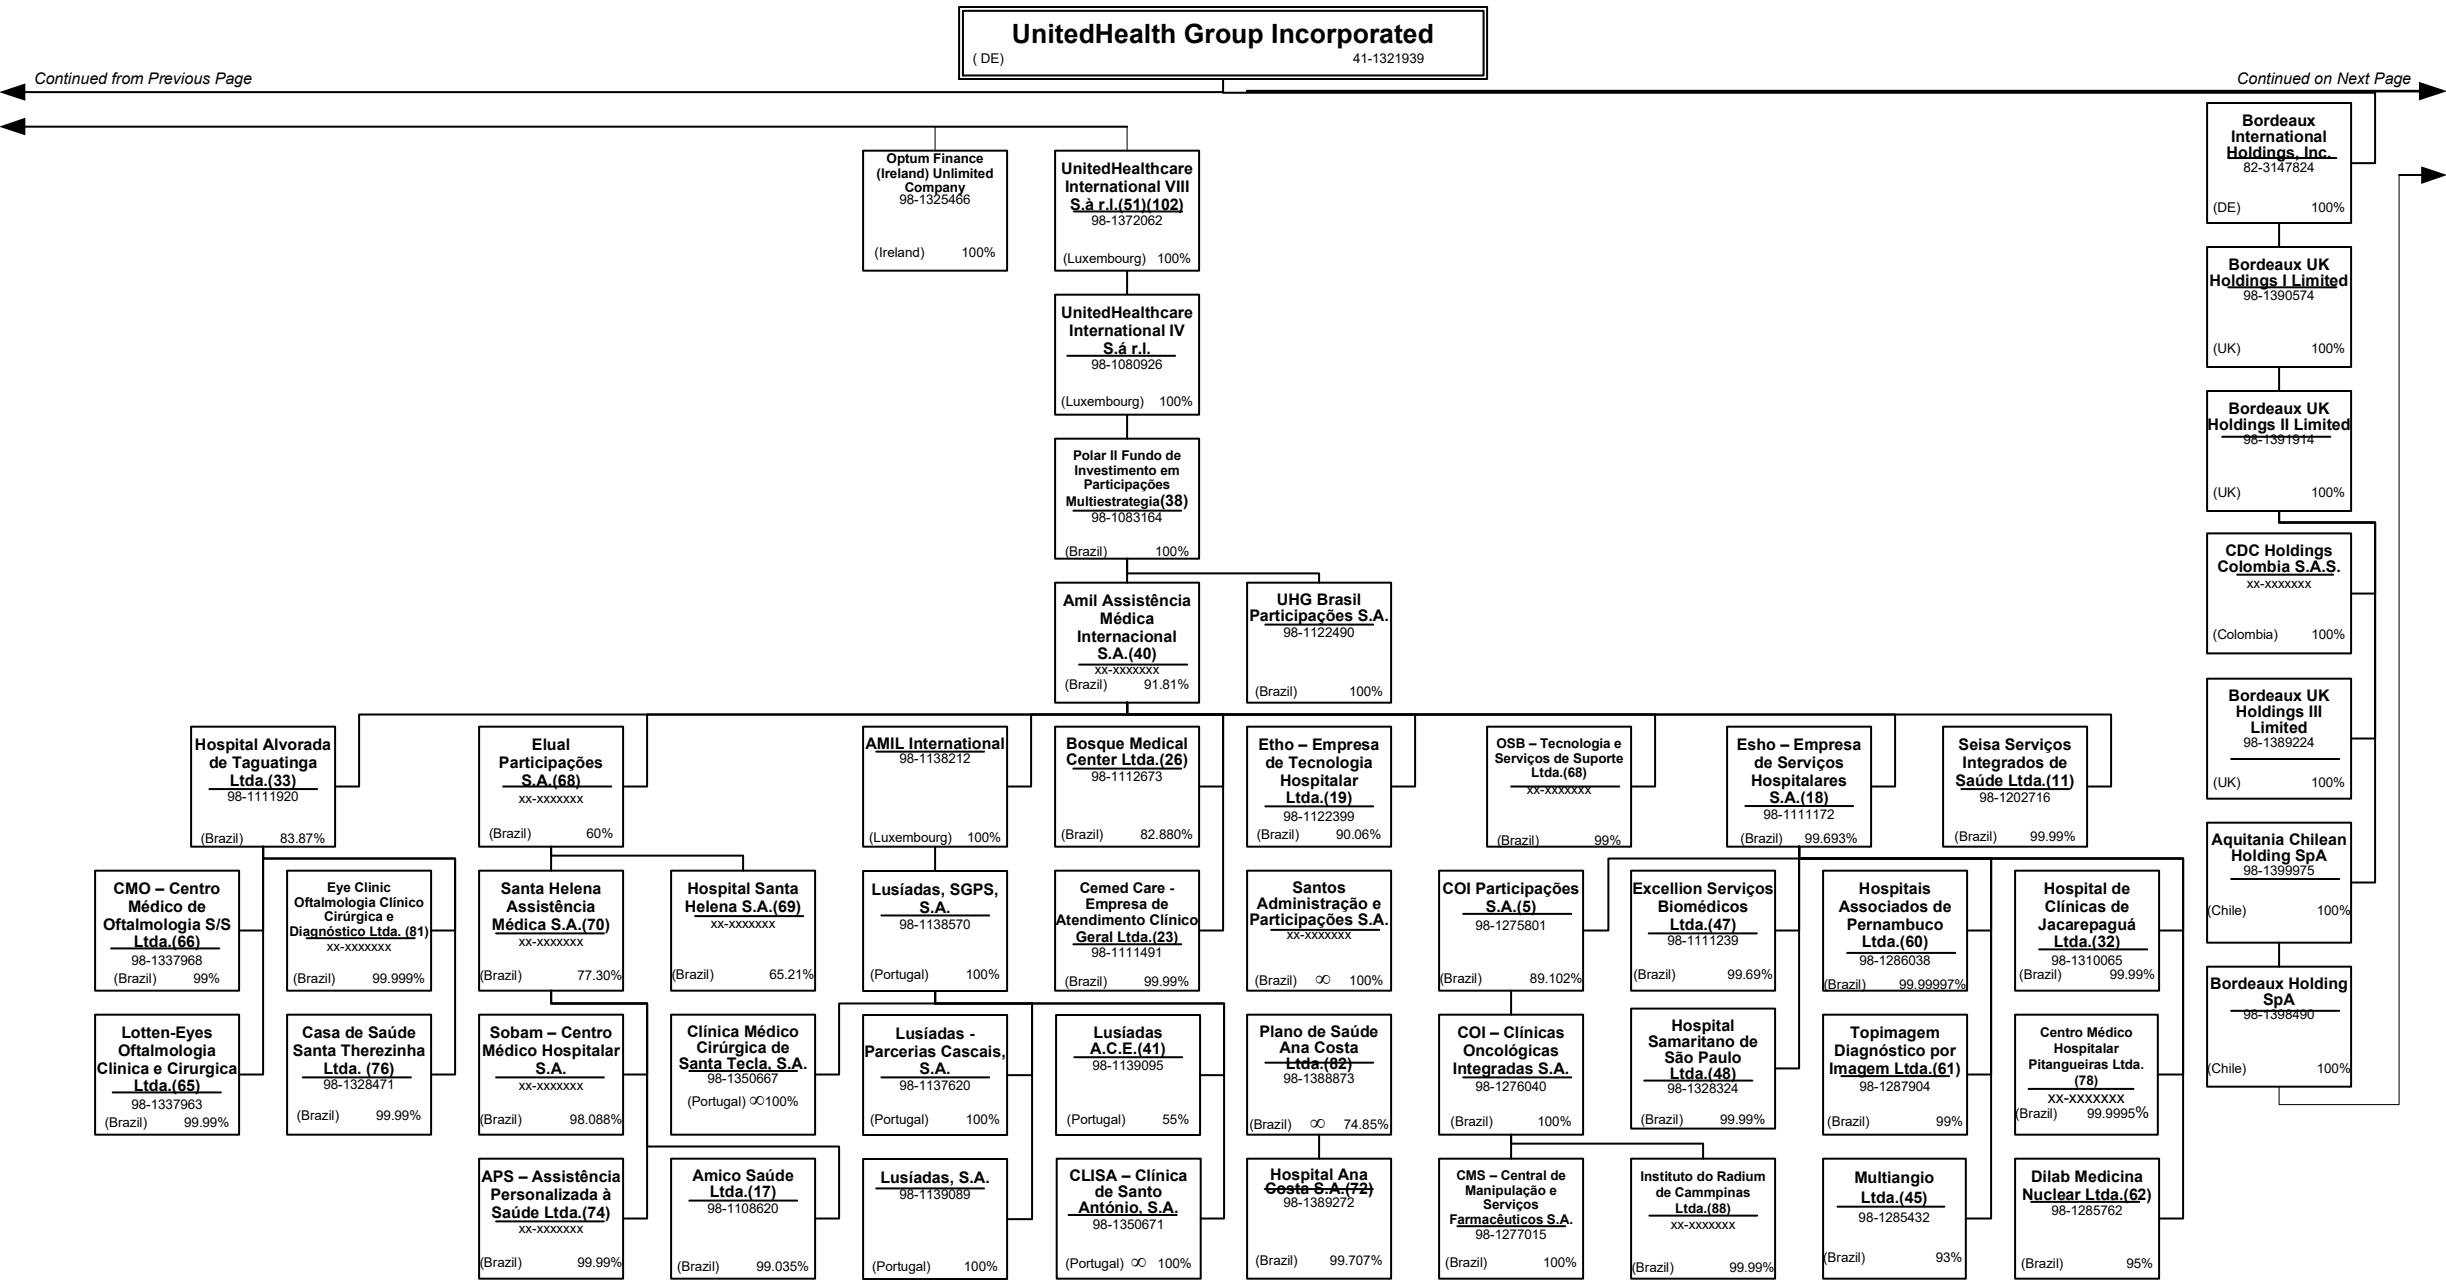 UnitedHealth Group Incorporated
( DE) 41-1321939
Continued from Previous Page
Continued on Next Page
Bordeaux
International
Holdings, Inc.
82-3147824
(DE) 100%
Optum Finance
(Ireland) Unlimited
Company
98-1325466
(Ireland) 100%
UnitedHealthcare
International VIII
S.à r.l.(51)(102)
98-1372062
(Luxembourg) 100%
Bordeaux UK
Holdings I Limited
98-1390574
(UK) 100%
UnitedHealthcare
International IV
S.á r.l.
98-1080926
(Luxembourg) 100%
Bordeaux UK
Holdings II Limited
98-1391914
(UK) 100%
Polar II Fundo de
Investimento em
Participações
Multiestrategia(38)
98-1083164
(Brazil) 100%
CDC Holdings
Colombia S.A.S.
xx-xxxxxxx
(Colombia) 100%
Amil Assistência
Médica
Internacional
S.A.(40)
xx-xxxxxxx
(Brazil) 91.81%
UHG Brasil
Participações S.A.
98-1122490
(Brazil) 100%
Bordeaux UK
Holdings III
Limited
98-1389224
(UK) 100%
Hospital Alvorada
de Taguatinga
Ltda.(33)
98-1111920
(Brazil) 83.87%
Elual
Participações
S.A.(68)
xx-xxxxxxx
(Brazil) 60%
AMIL International
98-1138212
(Luxembourg) 100%
Bosque Medical
Center Ltda.(26)
98-1112673
(Brazil) 82.880%
Etho – Empresa
de Tecnologia
Hospitalar
Ltda.(19)
98-1122399
(Brazil) 90.06%
OSB – Tecnologia e
Serviços de Suporte
Ltda.(68)
xx-xxxxxxx
(Brazil) 99%
Esho – Empresa
de Serviços
Hospitalares
S.A.(18)
98-1111172
(Brazil) 99.693%
Seisa Serviços
Integrados de
Saúde Ltda.(11)
98-1202716
(Brazil) 99.99%
Aquitania Chilean
Holding SpA
98-1399975
(Chile) 100%
CMO – Centro
Médico de
Oftalmologia S/S
Ltda.(66)
98-1337968
(Brazil) 99%
Eye Clinic
Oftalmologia Clínico
Cirúrgica e
Diagnóstico Ltda. (81)
xx-xxxxxxx
(Brazil) 99.999%
Santa Helena
Assistência
Médica S.A.(70)
xx-xxxxxxx
(Brazil) 77.30%
Hospital Santa
Helena S.A.(69)
xx-xxxxxxx
(Brazil) 65.21%
Lusíadas, SGPS,
S.A.
98-1138570
(Portugal) 100%
Cemed Care -
Empresa de
Atendimento Clínico
Geral Ltda.(23)
98-1111491
(Brazil) 99.99%
Santos
Administração e
Participações S.A.
xx-xxxxxxx
(Brazil) ∞ 100%
COI Participações
S.A.(5)
98-1275801
(Brazil) 89.102%
Excellion Serviços
Biomédicos
Ltda.(47)
98-1111239
(Brazil) 99.69%
Hospitais
Associados de
Pernambuco
Ltda.(60)
98-1286038
(Brazil) 99.99997%
Hospital de
Clínicas de
Jacarepaguá
Ltda.(32)
98-1310065
(Brazil) 99.99%
Bordeaux Holding
SpA
98-1398490
(Chile) 100%
Lotten-Eyes
Oftalmologia
Clinica e Cirurgica
Ltda.(65)
98-1337963
(Brazil) 99.99%
Casa de Saúde
Santa Therezinha
Ltda. (76)
98-1328471
(Brazil) 99.99%
Sobam – Centro
Médico Hospitalar
S.A.
xx-xxxxxxx
(Brazil) 98.088%
Clínica Médico
Cirúrgica de
Santa Tecla, S.A.
98-1350667
(Portugal) ∞100%
Lusíadas -
Parcerias Cascais,
S.A.
98-1137620
(Portugal) 100%
Lusíadas
A.C.E.(41)
98-1139095
(Portugal) 55%
Plano de Saúde
Ana Costa
Ltda.(82)
98-1388873
(Brazil) ∞ 74.85%
COI – Clínicas
Oncológicas
Integradas S.A.
98-1276040
(Brazil) 100%
Hospital
Samaritano de
São Paulo
Ltda.(48)
98-1328324
(Brazil) 99.99%
Topimagem
Diagnóstico por
Imagem Ltda.(61)
98-1287904
(Brazil) 99%
Centro Médico
Hospitalar
Pitangueiras Ltda.
(78)
xx-xxxxxxx
(Brazil) 99.9995%
APS – Assistência
Personalizada à
Saúde Ltda.(74)
xx-xxxxxxx
(Brazil) 99.99%
Amico Saúde
Ltda.(17)
98-1108620
(Brazil) 99.035%
Lusíadas, S.A.
98-1139089
(Portugal) 100%
CLISA – Clínica
de Santo
António, S.A.
98-1350671
(Portugal) ∞ 100%
Hospital Ana
Costa S.A.(72)
98-1389272
(Brazil) 99.707%
CMS – Central de
Manipulação e
Serviços
Farmacêuticos S.A.
98-1277015
(Brazil) 100%
Instituto do Radium
de Cammpinas
Ltda.(88)
xx-xxxxxxx
(Brazil) 99.99%
Multiangio
Ltda.(45)
98-1285432
(Brazil) 93%
Dilab Medicina
Nuclear Ltda.(62)
98-1285762
(Brazil) 95%